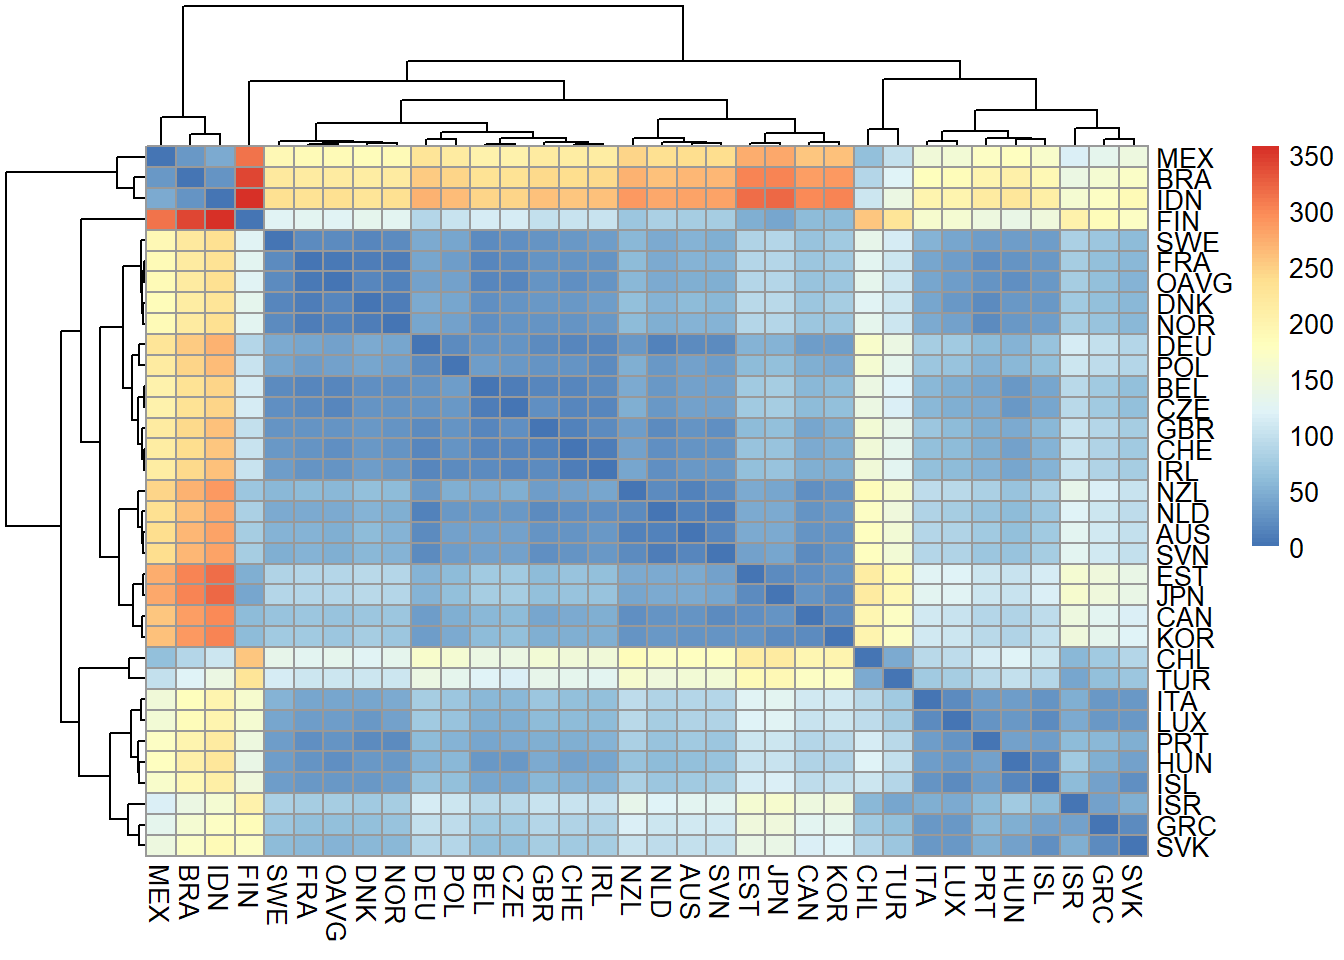 MEX
BRA
IDN
FIN
SWE
FRA
OAVG
DNK
NOR
DEU
POL
BEL
CZE
GBR
CHE
IRL
NZL
NLD
AUS
SVN
EST
JPN
CAN
KOR
CHL
TUR
ITA
LUX
PRT
HUN
ISL
ISR
GRC
SVK
350
300
250
200
150
100
50
0
MEX
BRA
IDN
FIN
SWE
FRA
OAVG
DNK
NOR
DEU
POL
BEL
CZE
GBR
CHE
IRL
NZL
NLD
AUS
SVN
EST
JPN
CAN
KOR
CHL
TUR
ITA
LUX
PRT
HUN
ISL
ISR
GRC
SVK